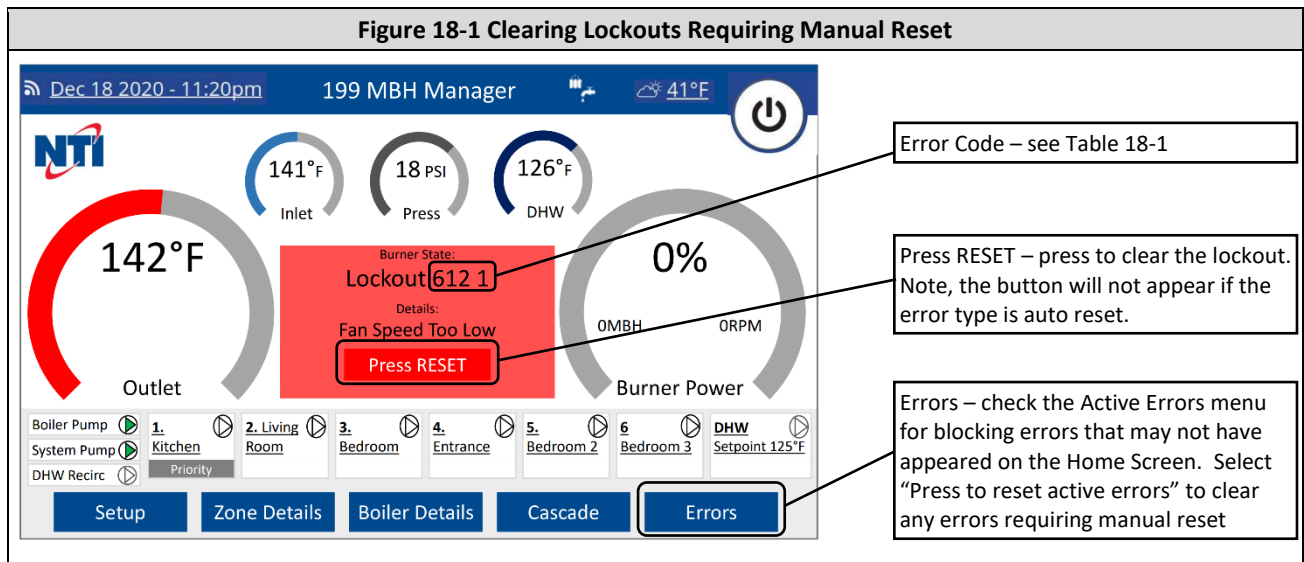 Figure 18-1 Clearing Lockouts Requiring Manual Reset
Dec 18 2020 - 11:20pm 199 MBH Manager 41°F
NTI
141°F
Inlet
18 PSI
Press
126°F
DHW
142°F
Outlet
Burner State:
Lockout 612 1
Details:
Fan Speed Too Low
Press RESET
0%
0MBH 0RPM
Burner Power
Boiler Pump
System Pump
DHW Recirc
1.
Kitchen
Priority
2. Living
Room
3.
Bedroom
4.
Entrance
5.
Bedroom 2
6
Bedroom 3
DHW
Setpoint 125°F
Setup Zone Details Boiler Details Cascade Errors
Error Code – see Table 18-1
Press RESET – press to clear the lockout.
Note, the button will not appear if the
error type is auto reset.
Errors – check the Active Errors menu
for blocking errors that may not have
appeared on the Home Screen. Select
“Press to reset active errors” to clear
any errors requiring manual reset